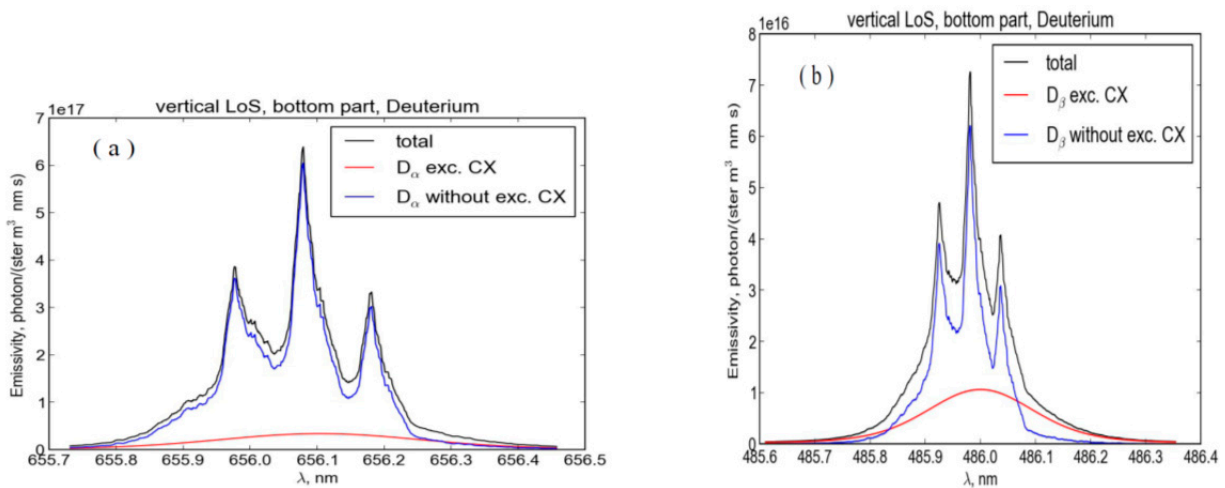 vertical LoS, bottom part, Deuterium
1e17
( a )
total
Dα exc. CX
Dα without exc. CX
Emissivity, photon/(ster m³ nm s)
7
6
5
4
3
2
1
0
655.7 655.8 655.9 656.0 656.1 656.2 656.3 656.4 656.5
λ, nm
vertical LoS, bottom part, Deuterium
1e16
( b )
total
Dβ exc. CX
Dβ without exc. CX
Emissivity, photon/(ster m³ nm s)
8
7
6
5
4
3
2
1
0
485.6 485.7 485.8 485.9 486.0 486.1 486.2 486.3 486.4
λ, nm